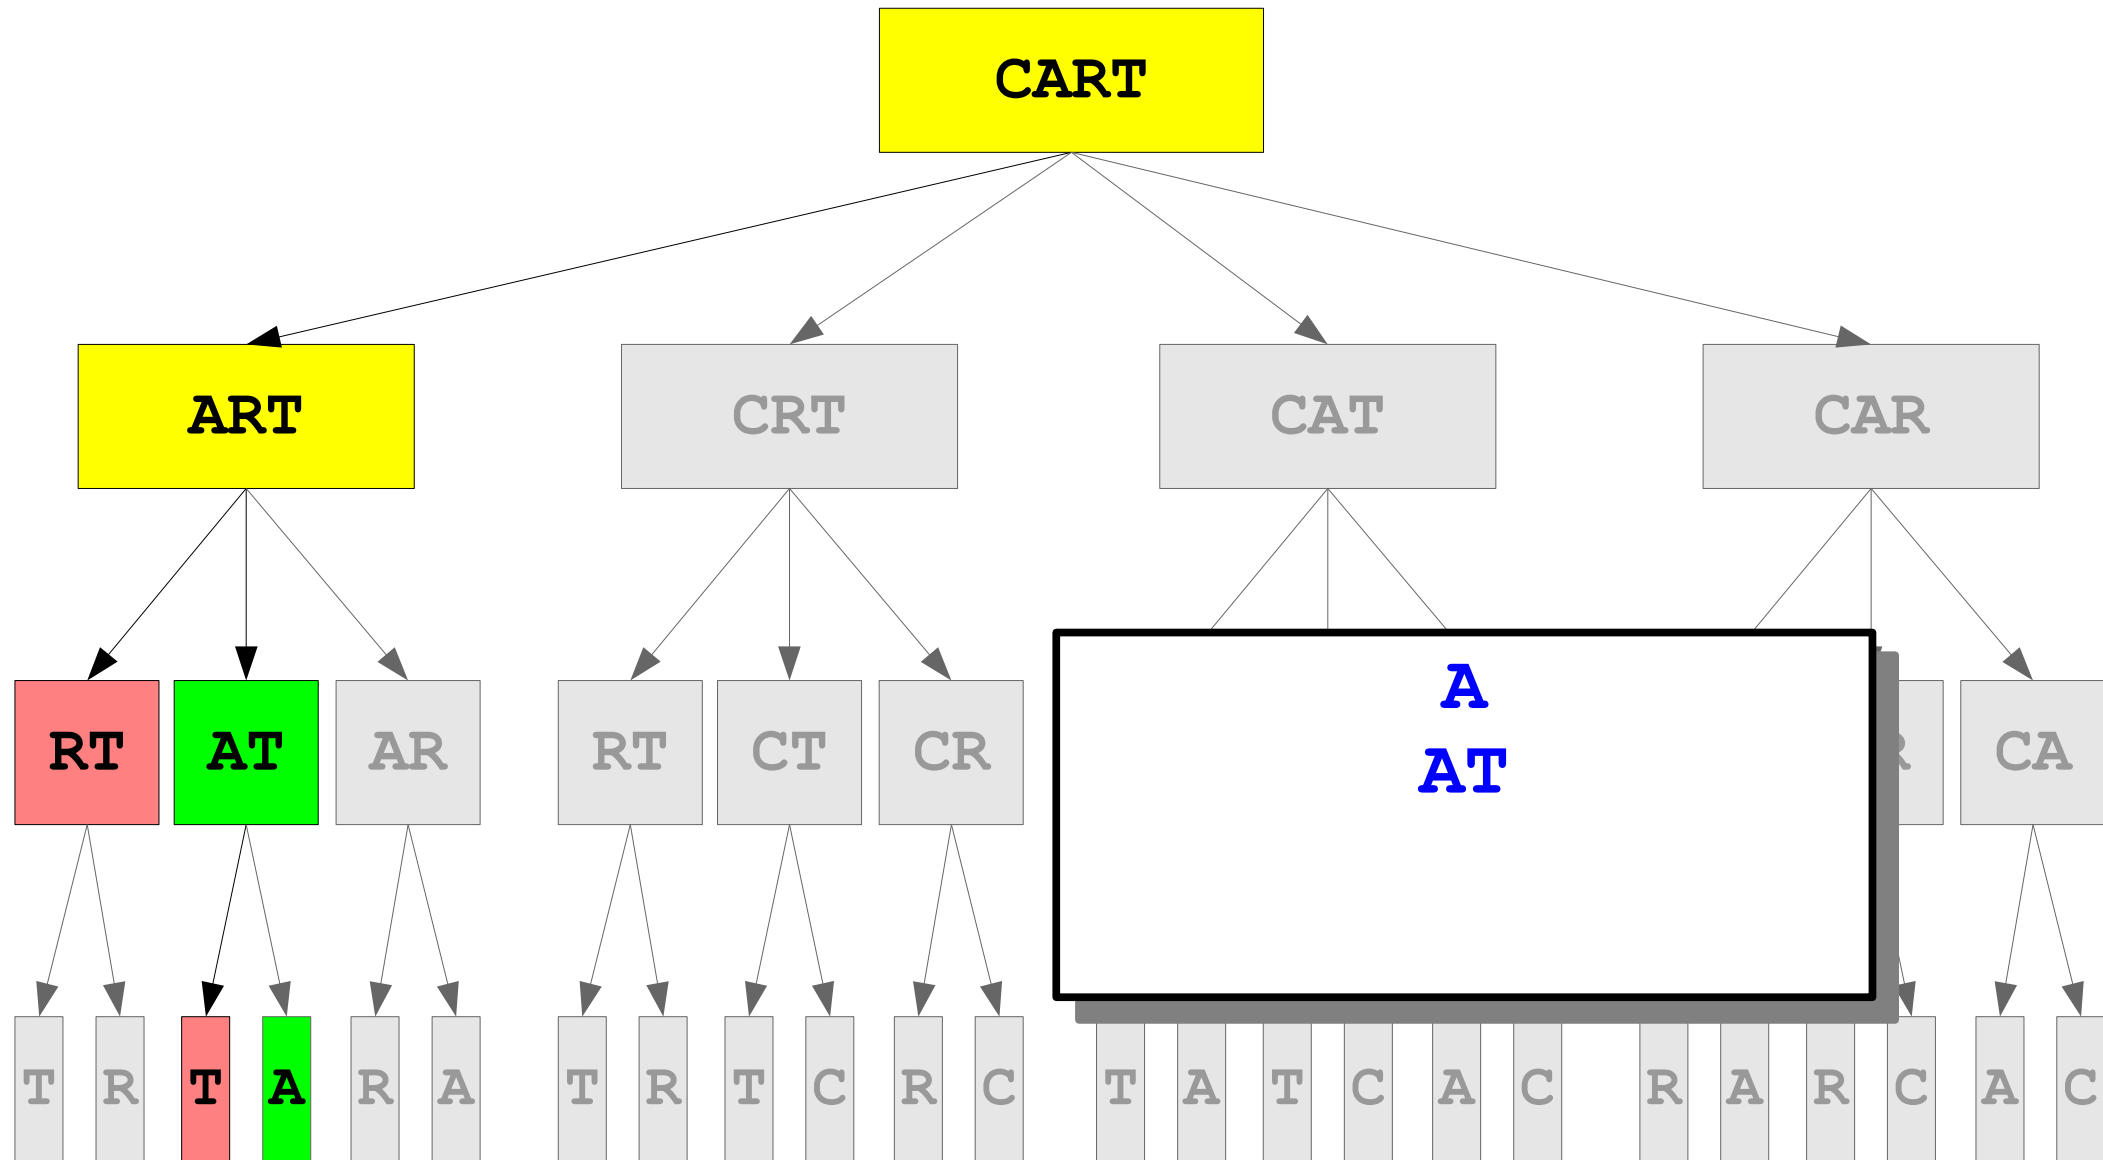 CART
ART CRT CAT CAR
RT AT AR RT CT CR CA
A
AT
T R T A R A T R T C R C T A T C A C R A R C A C